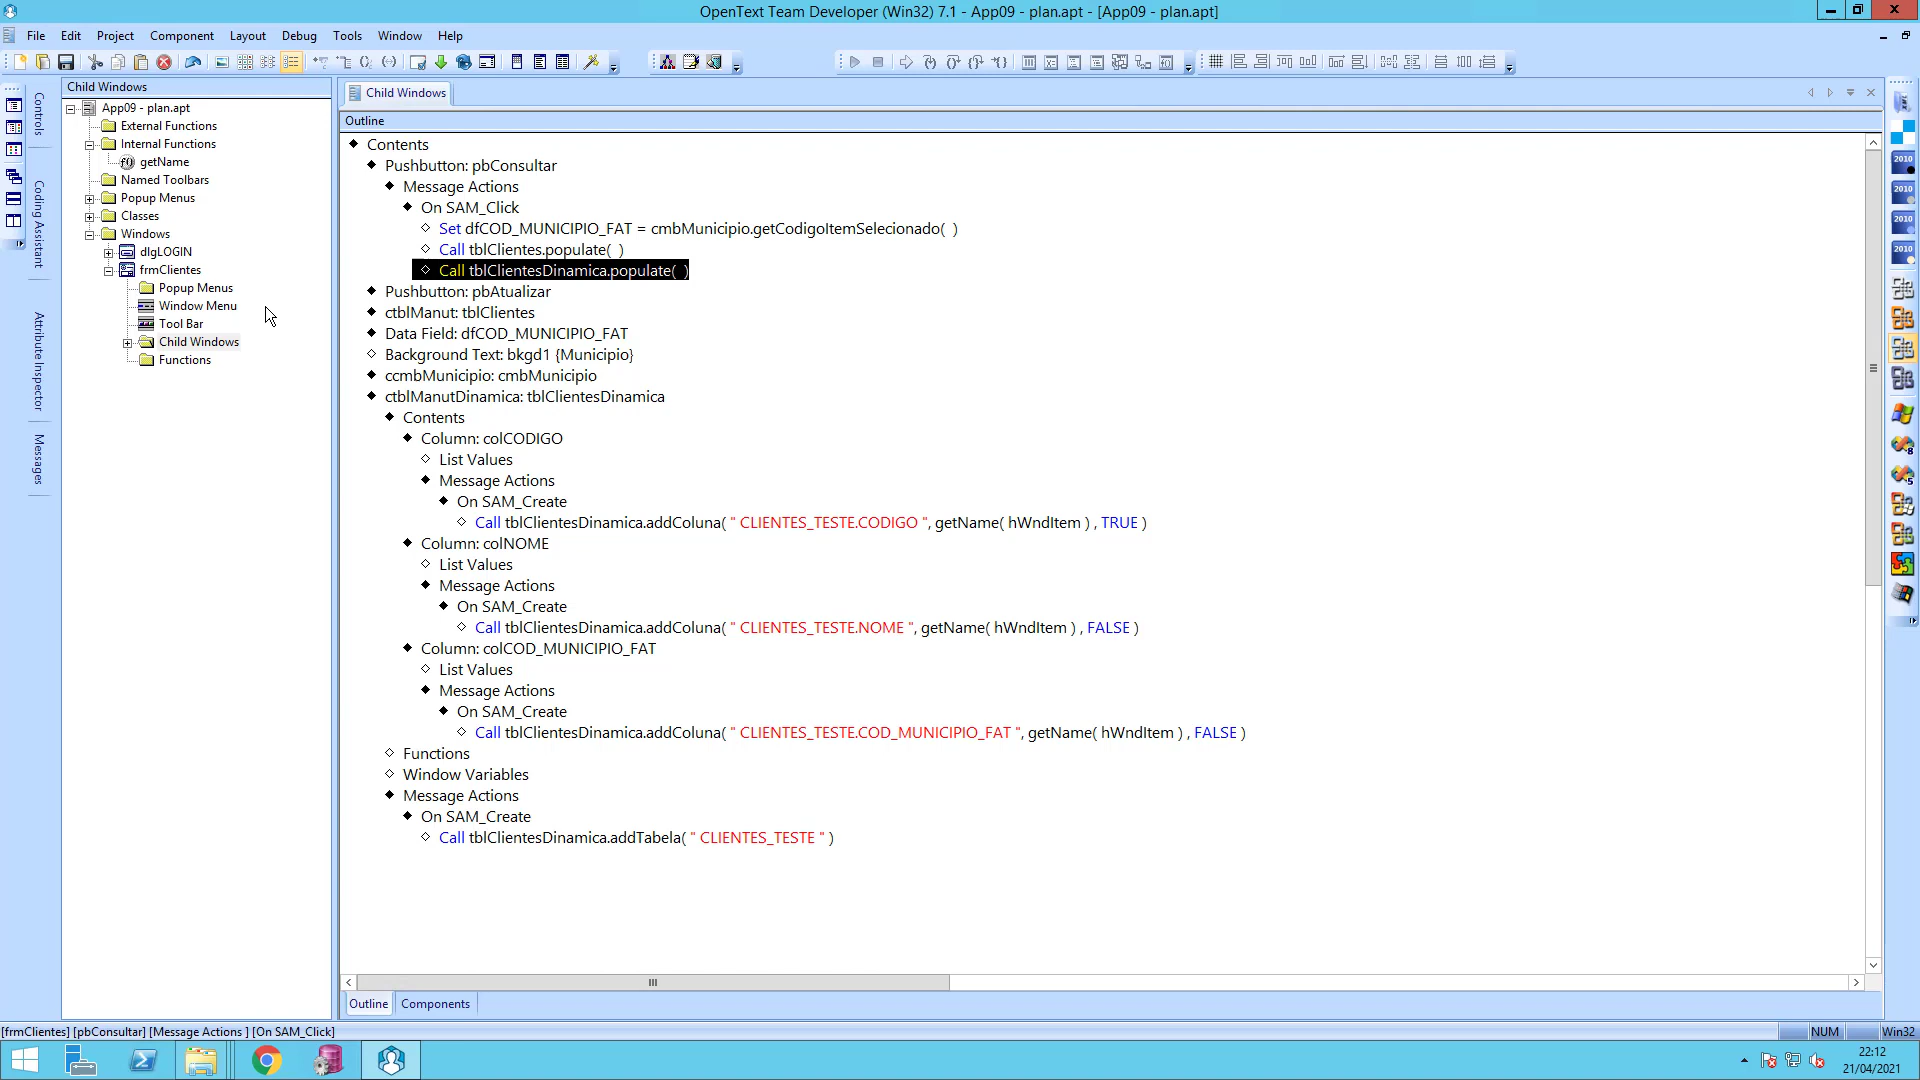 OpenText Team Developer (Win32) 7.1 - App09 - plan.apt - [App09 - plan.apt]
File Edit Project Component Layout Debug Tools Window Help
Child Windows
App09 - plan.apt
External Functions
Internal Functions
getName
Named Toolbars
Popup Menus
Classes
Windows
dlgLOGIN
frmClientes
Popup Menus
Window Menu
Tool Bar
Child Windows
Functions
Controls
Coding Assistant
Attribute Inspector
Messages
Child Windows
Outline
Contents
Pushbutton: pbConsultar
Message Actions
On SAM_Click
Set dfCOD_MUNICIPIO_FAT = cmbMunicipio.getCodigoItemSelecionado(  )
Call tblClientes.populate(  )
Call tblClientesDinamica.populate(  )
Pushbutton: pbAtualizar
ctblManut: tblClientes
Data Field: dfCOD_MUNICIPIO_FAT
Background Text: bkgd1 {Municipio}
ccmbMunicipio: cmbMunicipio
ctblManutDinamica: tblClientesDinamica
Contents
Column: colCODIGO
List Values
Message Actions
On SAM_Create
Call tblClientesDinamica.addColuna( " CLIENTES_TESTE.CODIGO ", getName( hWndItem ) , TRUE )
Column: colNOME
List Values
Message Actions
On SAM_Create
Call tblClientesDinamica.addColuna( " CLIENTES_TESTE.NOME ", getName( hWndItem ) , FALSE )
Column: colCOD_MUNICIPIO_FAT
List Values
Message Actions
On SAM_Create
Call tblClientesDinamica.addColuna( " CLIENTES_TESTE.COD_MUNICIPIO_FAT ", getName( hWndItem ) , FALSE )
Functions
Window Variables
Message Actions
On SAM_Create
Call tblClientesDinamica.addTabela( " CLIENTES_TESTE " )
2010
2010
2010
2010
Outline Components
[frmClientes] [pbConsultar] [Message Actions ] [On SAM_Click]
NUM
Win32
22:12
21/04/2021